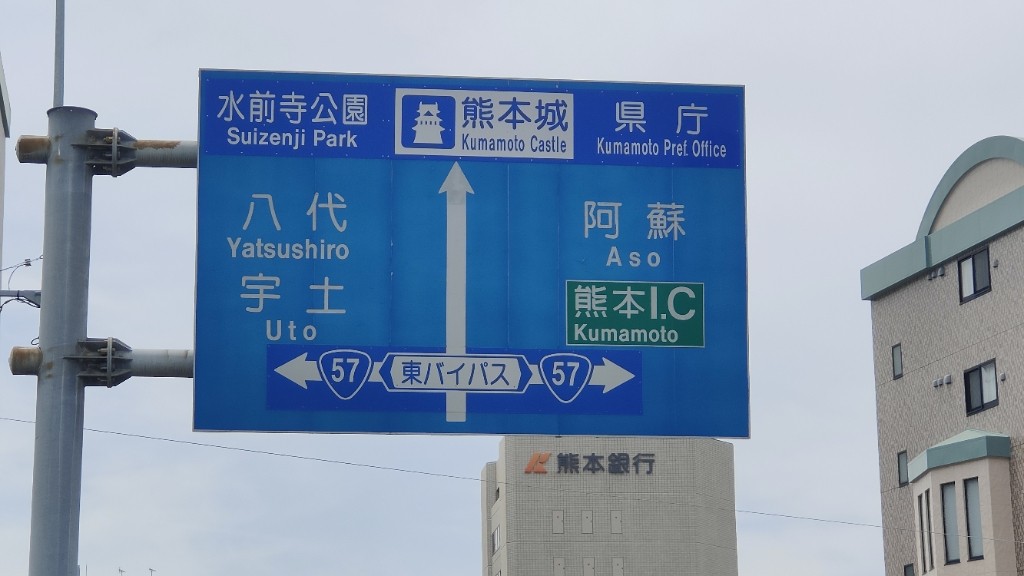 水前寺公園
Suizenji Park
熊本城
Kumamoto Castle
県庁
Kumamoto Pref. Office
八代
Yatsushiro
宇土
Uto
阿蘇
Aso
熊本I.C
Kumamoto
57 東バイパス 57
熊本銀行